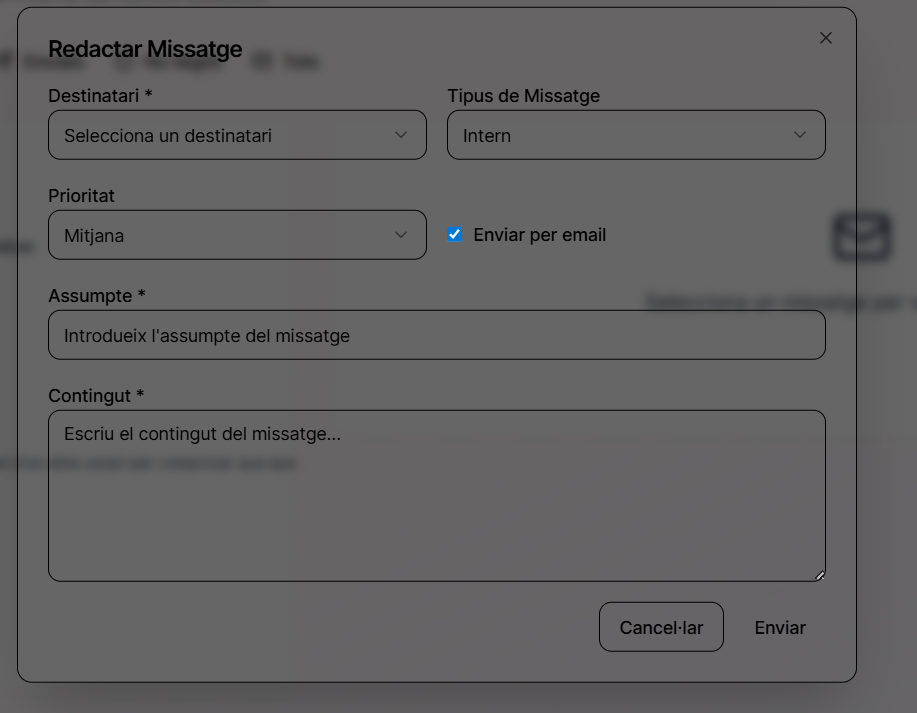 Redactar Missatge
Destinatari *
Tipus de Missatge
Selecciona un destinatari
Intern
Prioritat
Mitjana
Enviar per email
Assumpte *
Introdueix l'assumpte del missatge
Contingut *
Escriu el contingut del missatge...
Cancel·lar
Enviar